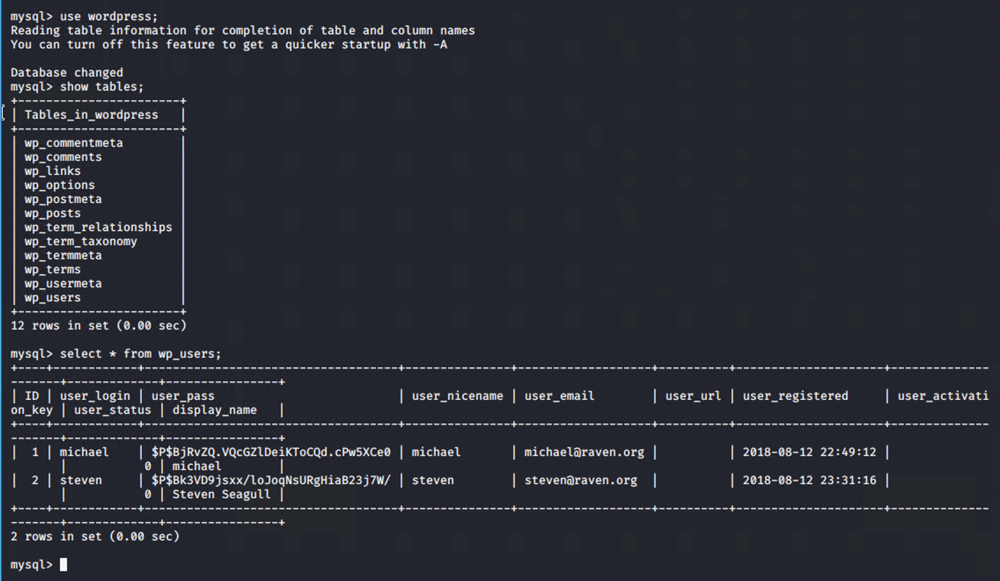 mysql> use wordpress;
Reading table information for completion of table and column names
You can turn off this feature to get a quicker startup with -A

Database changed
mysql> show tables;
+-----------------------+
| Tables_in_wordpress   |
+-----------------------+
| wp_commentmeta        |
| wp_comments           |
| wp_links              |
| wp_options            |
| wp_postmeta           |
| wp_posts              |
| wp_term_relationships |
| wp_term_taxonomy      |
| wp_termmeta           |
| wp_terms              |
| wp_usermeta           |
| wp_users              |
+-----------------------+
12 rows in set (0.00 sec)

mysql> select * from wp_users;
+----+------------+------------------------------------+---------------+-------------------+----------+---------------------+--------------
-------+-------------+----------------+
| ID | user_login | user_pass                          | user_nicename | user_email        | user_url | user_registered     | user_activati
on_key | user_status | display_name   |
+----+------------+------------------------------------+---------------+-------------------+----------+---------------------+--------------
-------+-------------+----------------+
|  1 | michael    | $P$BjRvZQ.VQcGZlDeiKToCQd.cPw5XCe0 | michael       | michael@raven.org |          | 2018-08-12 22:49:12 |
       |           0 | michael        |
|  2 | steven     | $P$Bk3VD9jsxx/loJoqNsURgHiaB23j7W/ | steven        | steven@raven.org  |          | 2018-08-12 23:31:16 |
       |           0 | Steven Seagull |
+----+------------+------------------------------------+---------------+-------------------+----------+---------------------+--------------
-------+-------------+----------------+
2 rows in set (0.00 sec)

mysql>